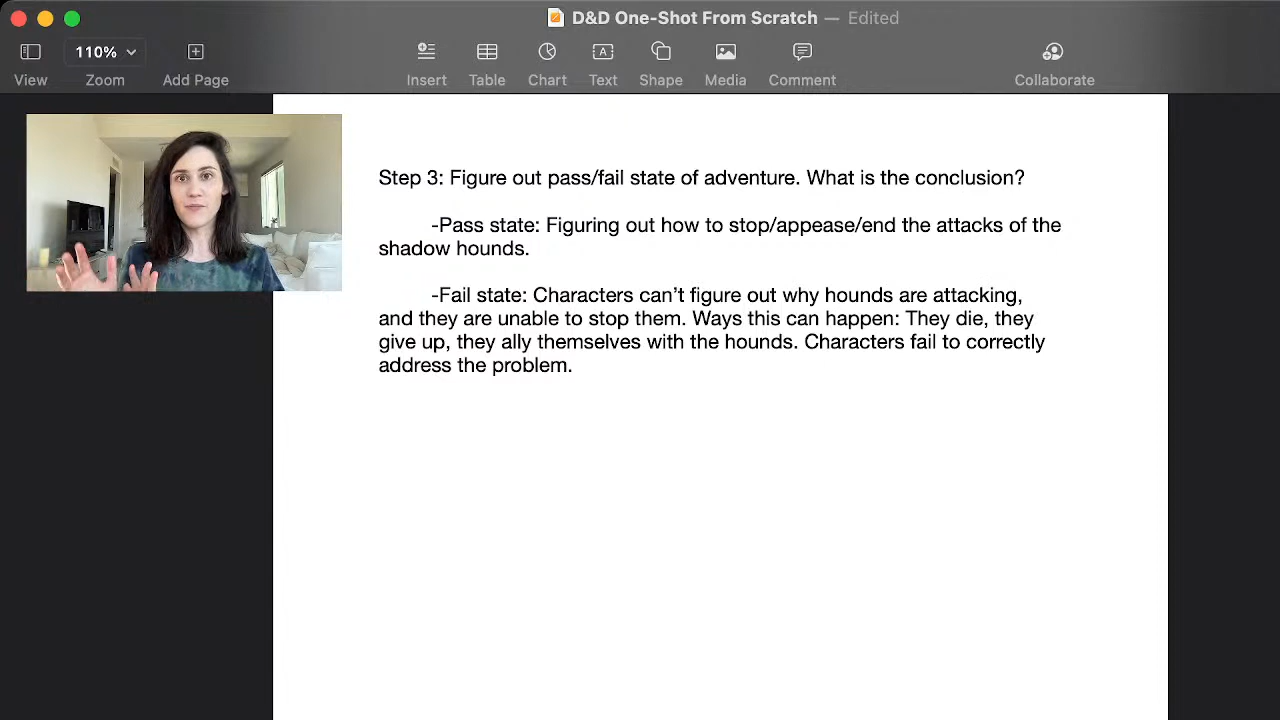 D&D One-Shot From Scratch — Edited
110%
View
Zoom
Add Page
Insert
Table
Chart
Text
Shape
Media
Comment
Collaborate
Step 3: Figure out pass/fail state of adventure. What is the conclusion?
-Pass state: Figuring out how to stop/appease/end the attacks of the
shadow hounds.
-Fail state: Characters can’t figure out why hounds are attacking,
and they are unable to stop them. Ways this can happen: They die, they
give up, they ally themselves with the hounds. Characters fail to correctly
address the problem.